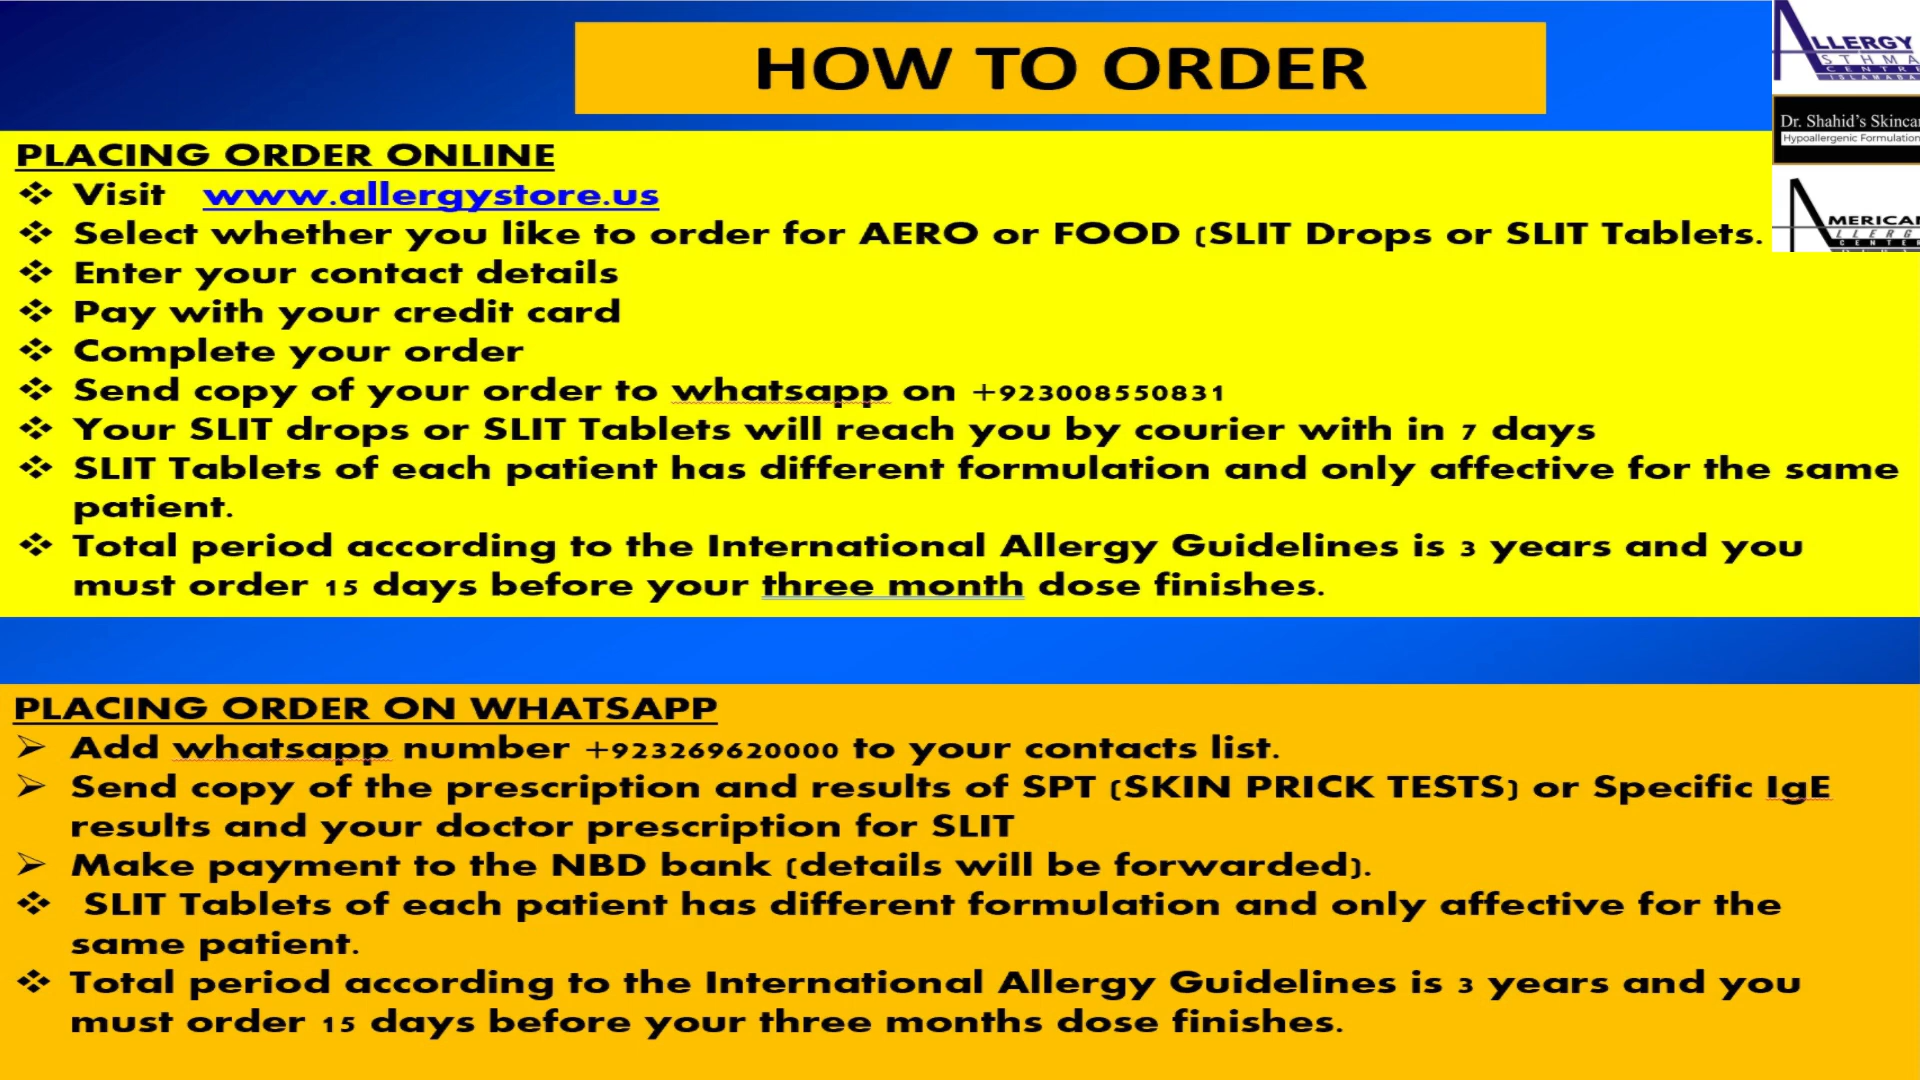 HOW TO ORDER
ALLERGY
ASTHMA
CENTRE
ISLAMABA
Dr. Shahid's Skincar
Hypoallergenic Formulation
AMERICAN
ALLERG
CENTER
PLACING ORDER ONLINE
❖ Visit www.allergystore.us
❖ Select whether you like to order for AERO or FOOD (SLIT Drops or SLIT Tablets.
❖ Enter your contact details
❖ Pay with your credit card
❖ Complete your order
❖ Send copy of your order to whatsapp on +923008550831
❖ Your SLIT drops or SLIT Tablets will reach you by courier with in 7 days
❖ SLIT Tablets of each patient has different formulation and only affective for the same
patient.
❖ Total period according to the International Allergy Guidelines is 3 years and you
must order 15 days before your three month dose finishes.
PLACING ORDER ON WHATSAPP
➢ Add whatsapp number +923269620000 to your contacts list.
➢ Send copy of the prescription and results of SPT (SKIN PRICK TESTS) or Specific IgE
results and your doctor prescription for SLIT
➢ Make payment to the NBD bank (details will be forwarded).
❖ SLIT Tablets of each patient has different formulation and only affective for the
same patient.
❖ Total period according to the International Allergy Guidelines is 3 years and you
must order 15 days before your three months dose finishes.